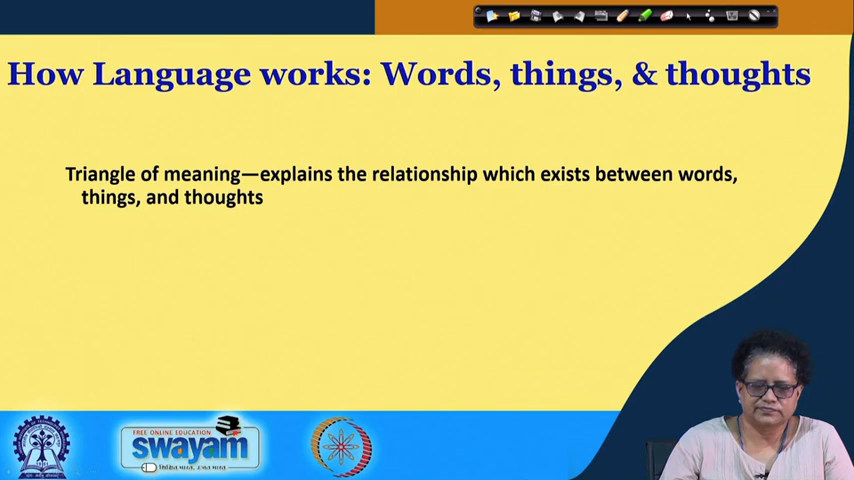 How Language works: Words, things, & thoughts
Triangle of meaning—explains the relationship which exists between words,
things, and thoughts
FREE ONLINE EDUCATION
swayam